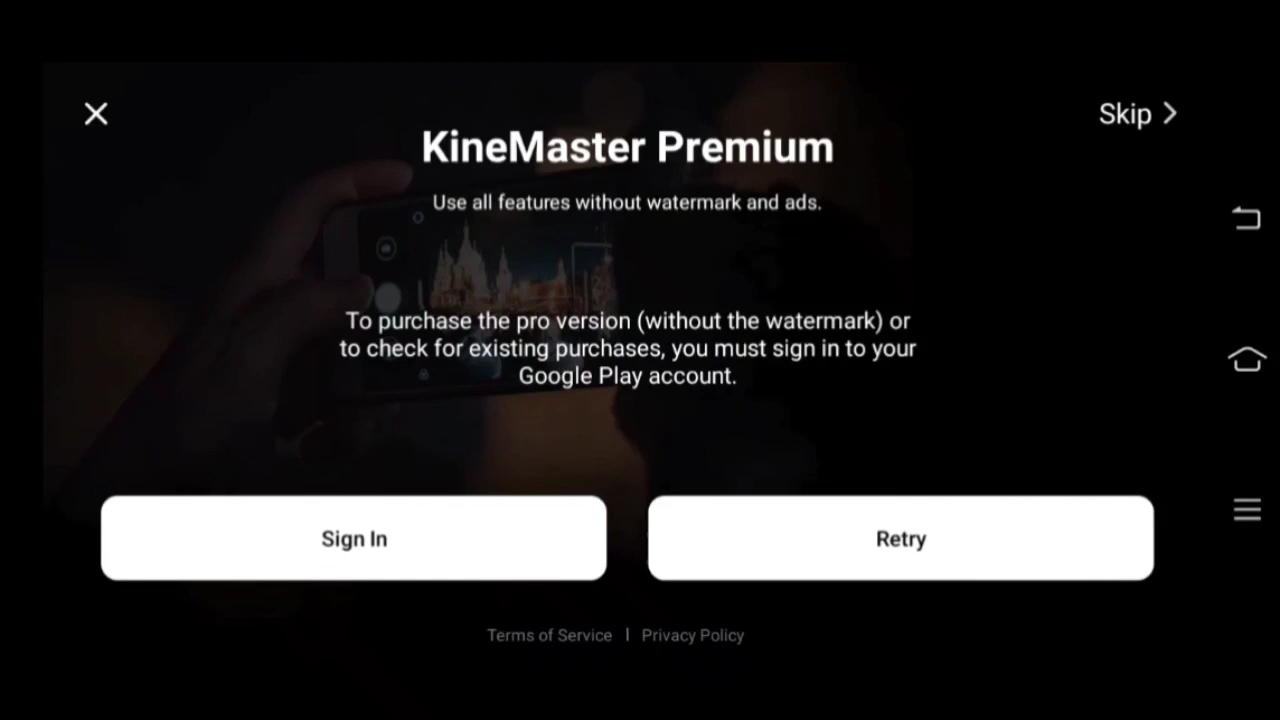 Skip
KineMaster Premium
Use all features without watermark and ads.
To purchase the pro version (without the watermark) or
to check for existing purchases, you must sign in to your
Google Play account.
Sign In
Retry
Terms of Service | Privacy Policy